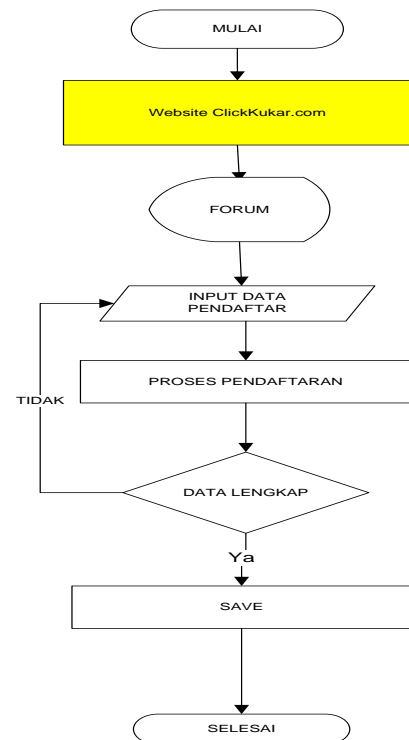 MULAI
Website ClickKukar.com
FORUM
INPUT DATA
PENDAFTAR
PROSES PENDAFTARAN
TIDAK
DATA LENGKAP
Ya
SAVE
SELESAI